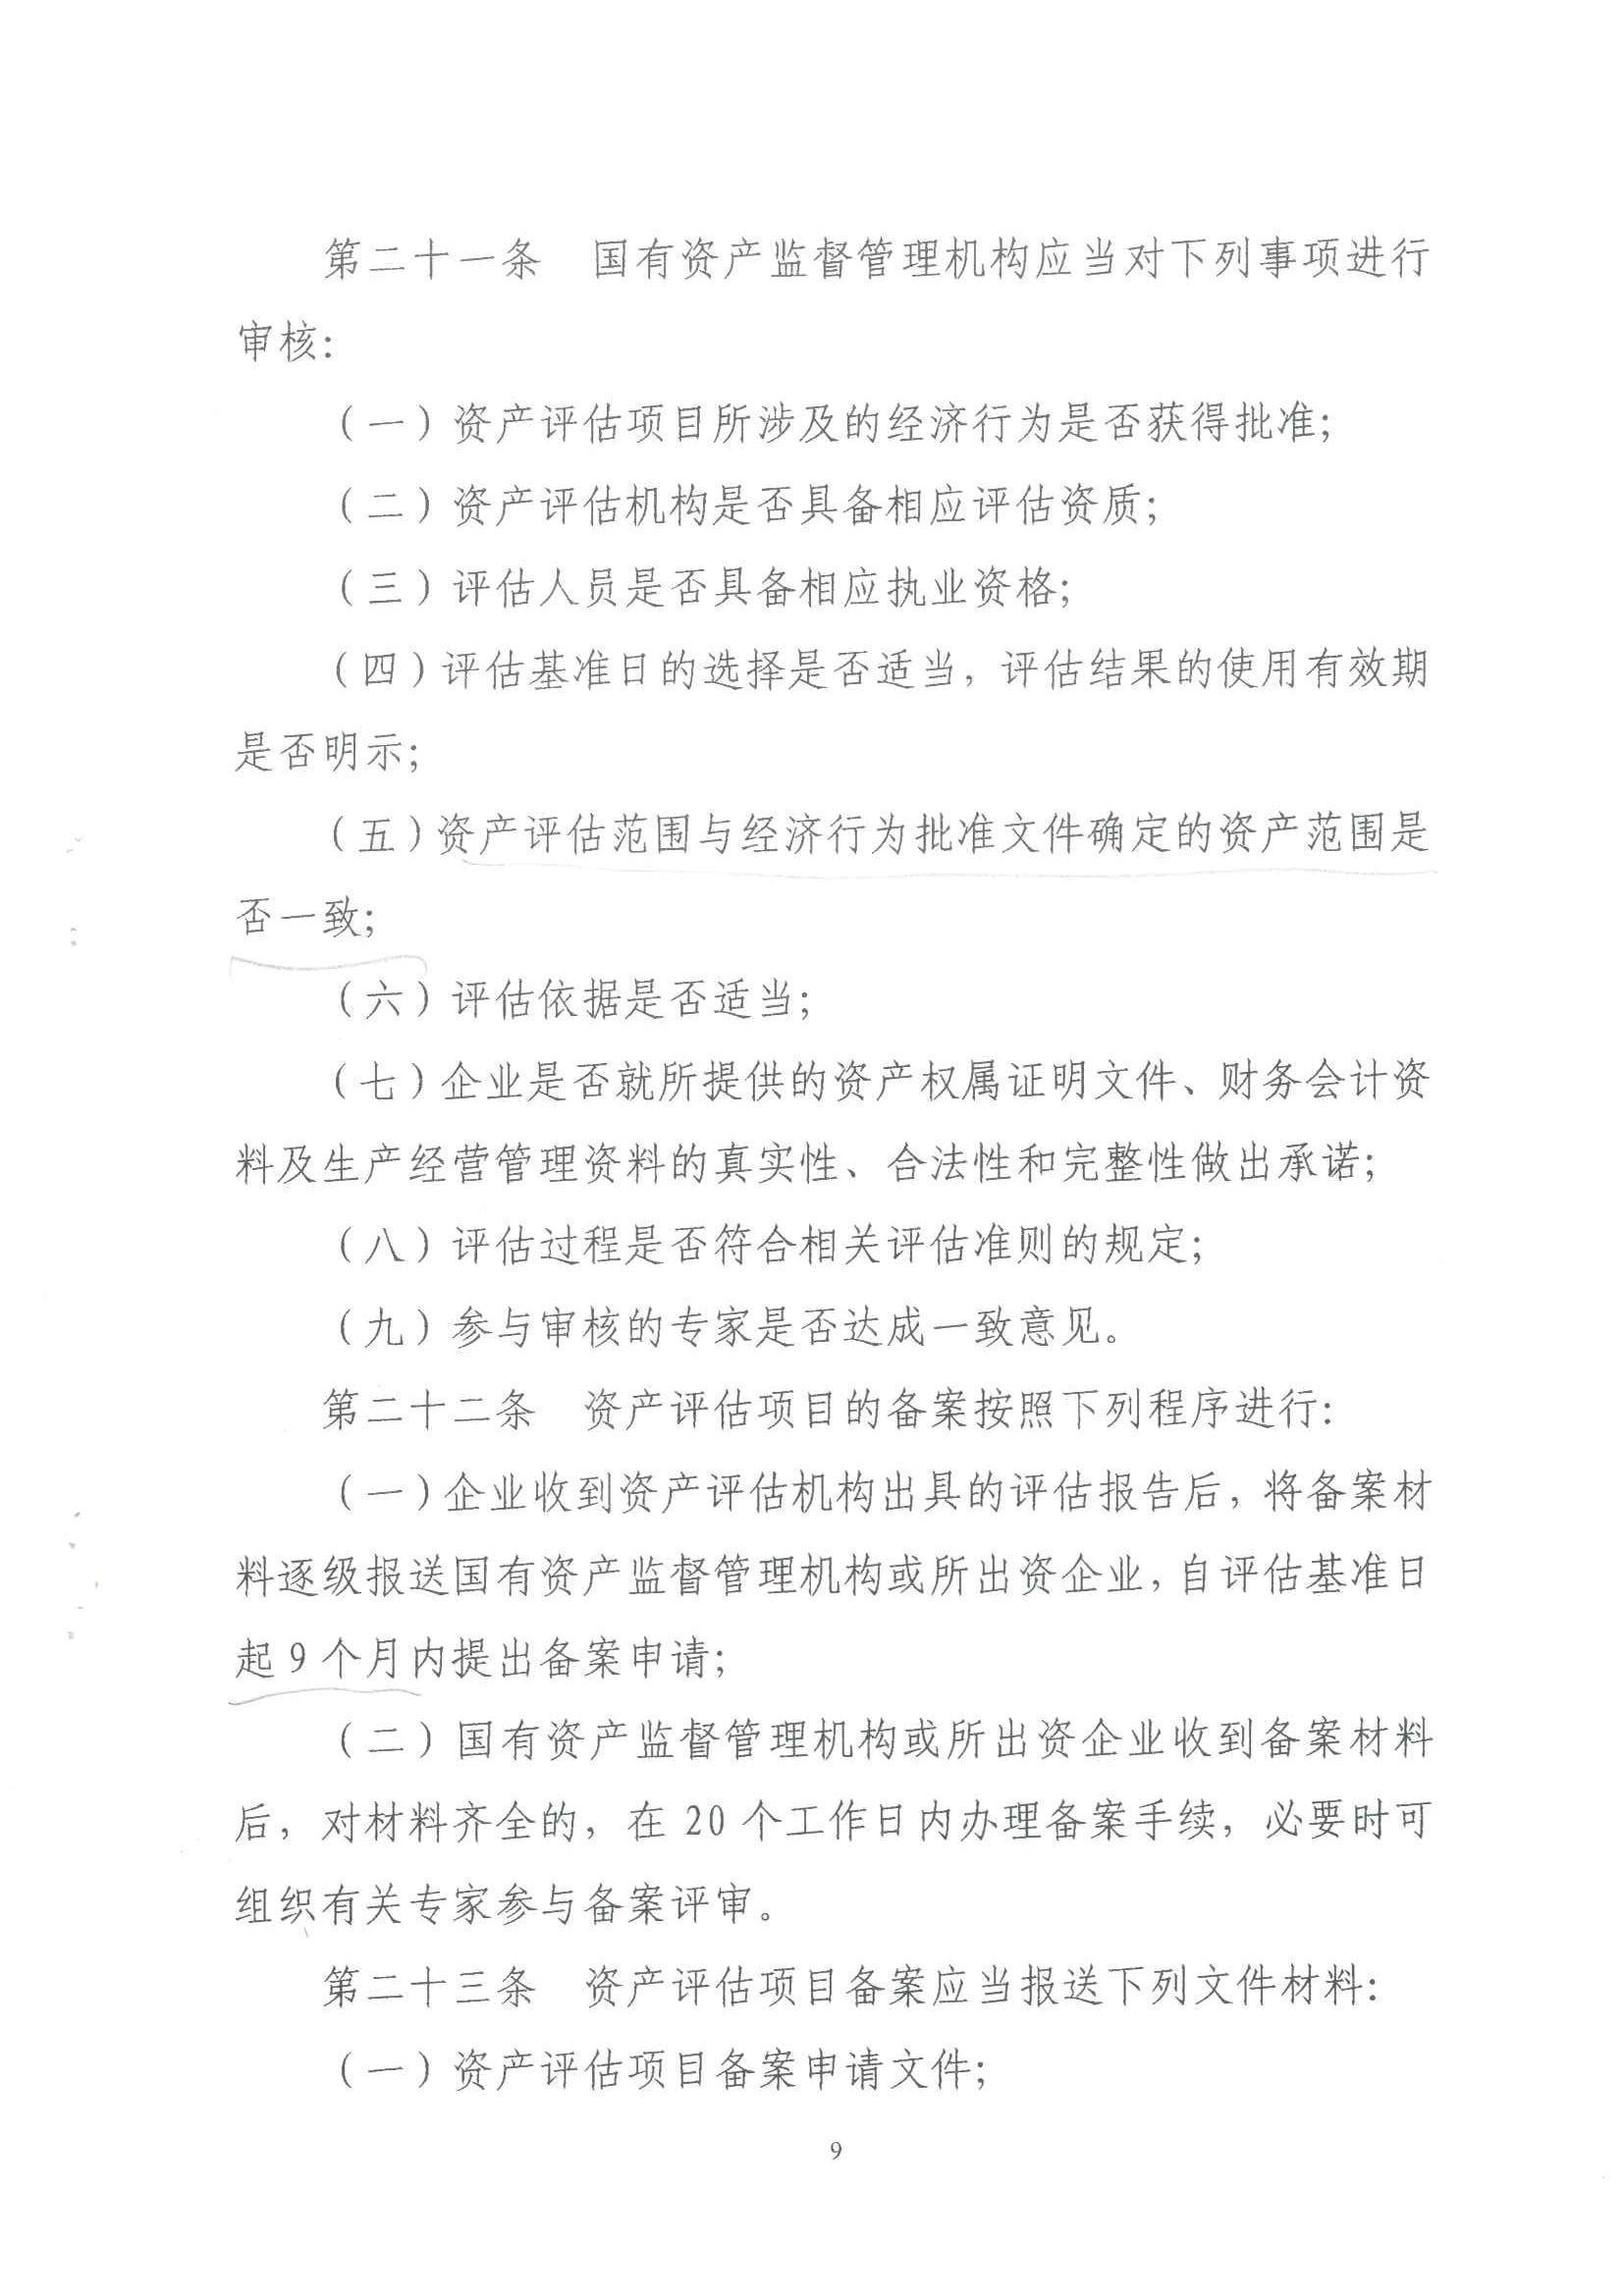 第二十一条　国有资产监督管理机构应当对下列事项进行
审核：
（一）资产评估项目所涉及的经济行为是否获得批准；
（二）资产评估机构是否具备相应评估资质；
（三）评估人员是否具备相应执业资格；
（四）评估基准日的选择是否适当，评估结果的使用有效期
是否明示；
（五）资产评估范围与经济行为批准文件确定的资产范围是
否一致；
（六）评估依据是否适当；
（七）企业是否就所提供的资产权属证明文件、财务会计资
料及生产经营管理资料的真实性、合法性和完整性做出承诺；
（八）评估过程是否符合相关评估准则的规定；
（九）参与审核的专家是否达成一致意见。
第二十二条　资产评估项目的备案按照下列程序进行：
（一）企业收到资产评估机构出具的评估报告后，将备案材
料逐级报送国有资产监督管理机构或所出资企业，自评估基准日
起9个月内提出备案申请；
（二）国有资产监督管理机构或所出资企业收到备案材料
后，对材料齐全的，在20个工作日内办理备案手续，必要时可
组织有关专家参与备案评审。
第二十三条　资产评估项目备案应当报送下列文件材料：
（一）资产评估项目备案申请文件；
9